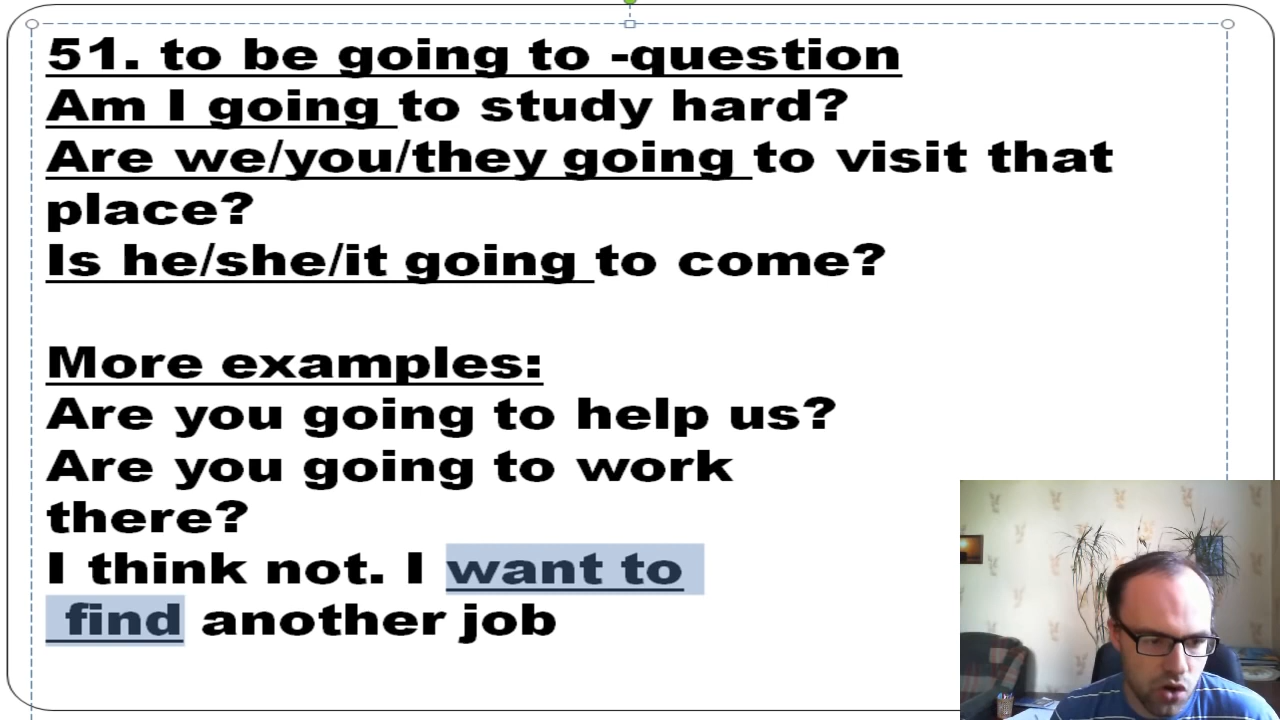 51. to be going to -question
Am I going to study hard?
Are we/you/they going to visit that
place?
Is he/she/it going to come?
More examples:
Are you going to help us?
Are you going to work
there?
I think not. I want to
find another job